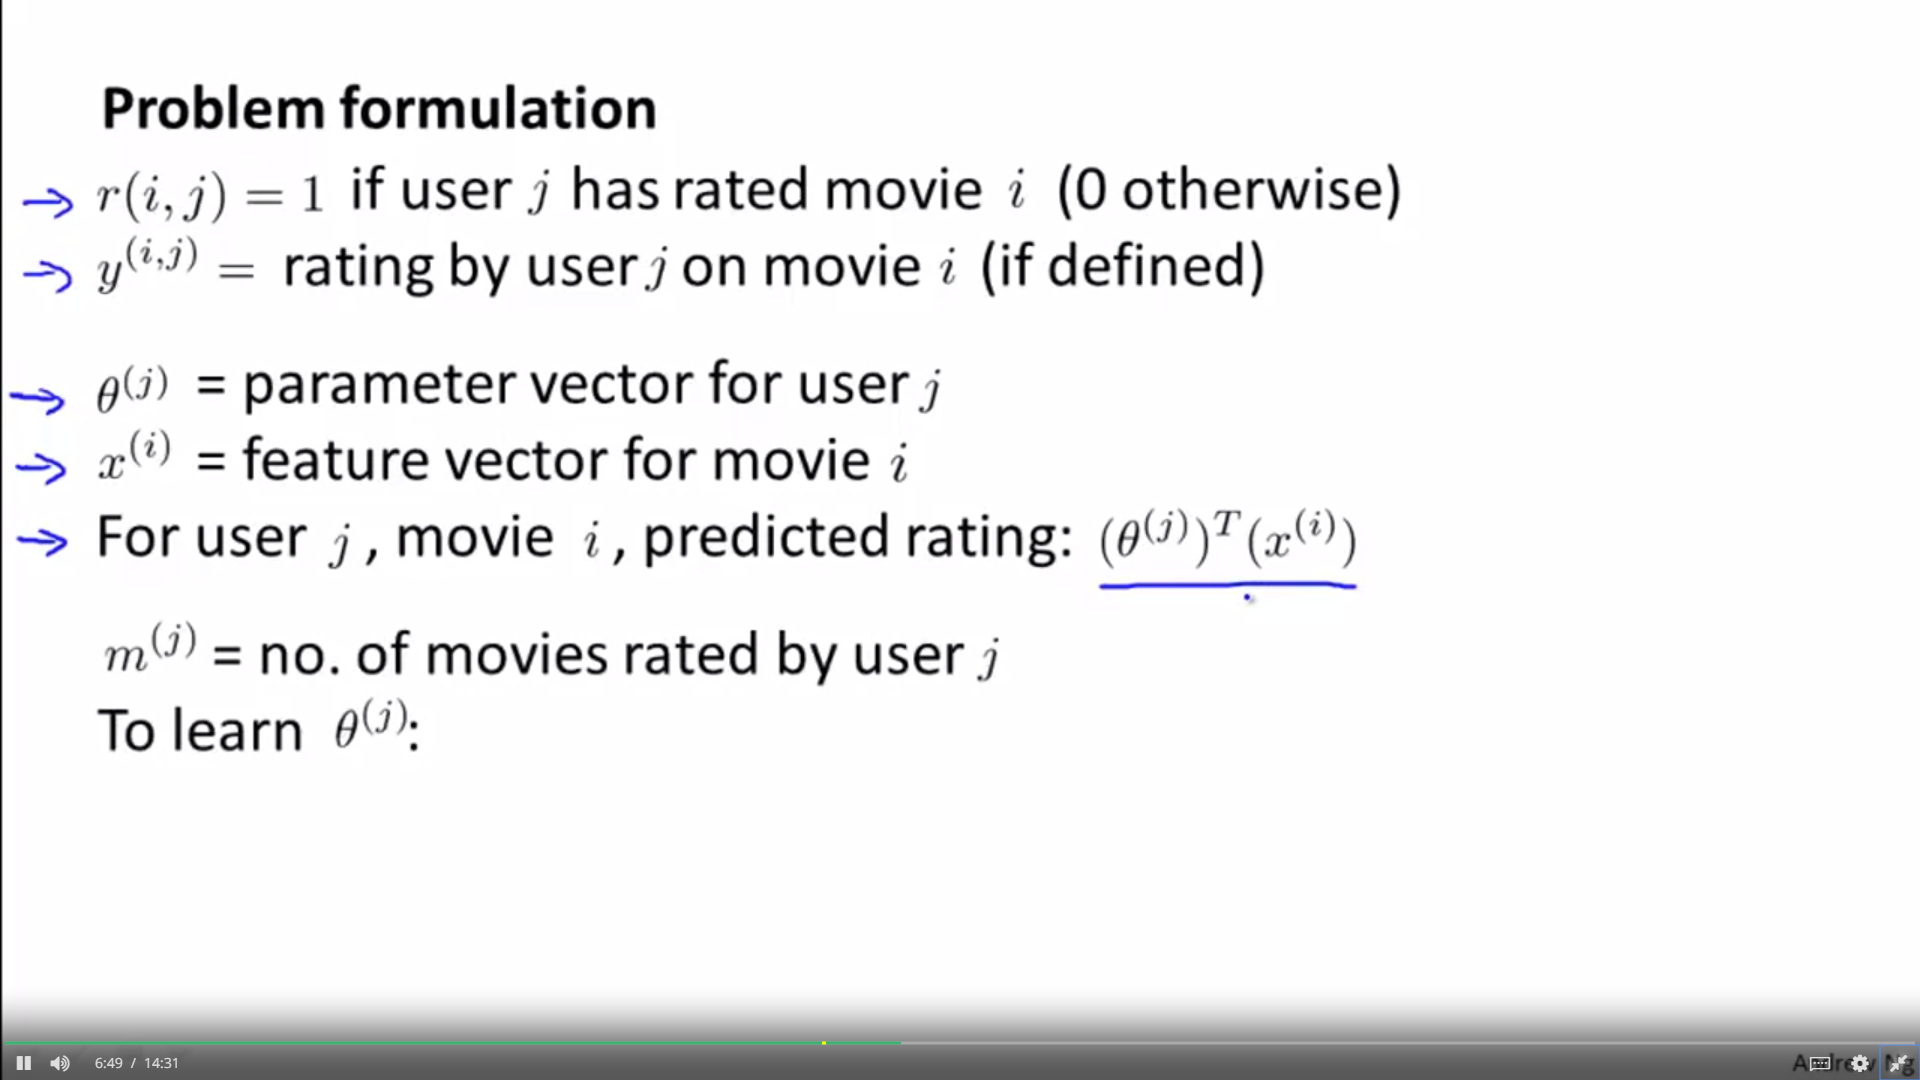 Problem formulation
→ r(i, j) = 1 if user j has rated movie i (0 otherwise)
→ y^(i,j) = rating by user j on movie i (if defined)
→ θ^(j) = parameter vector for user j
→ x^(i) = feature vector for movie i
→ For user j, movie i, predicted rating: (θ^(j))^T(x^(i))
m^(j) = no. of movies rated by user j
To learn θ^(j):
6:49 / 14:31
Andrew Ng